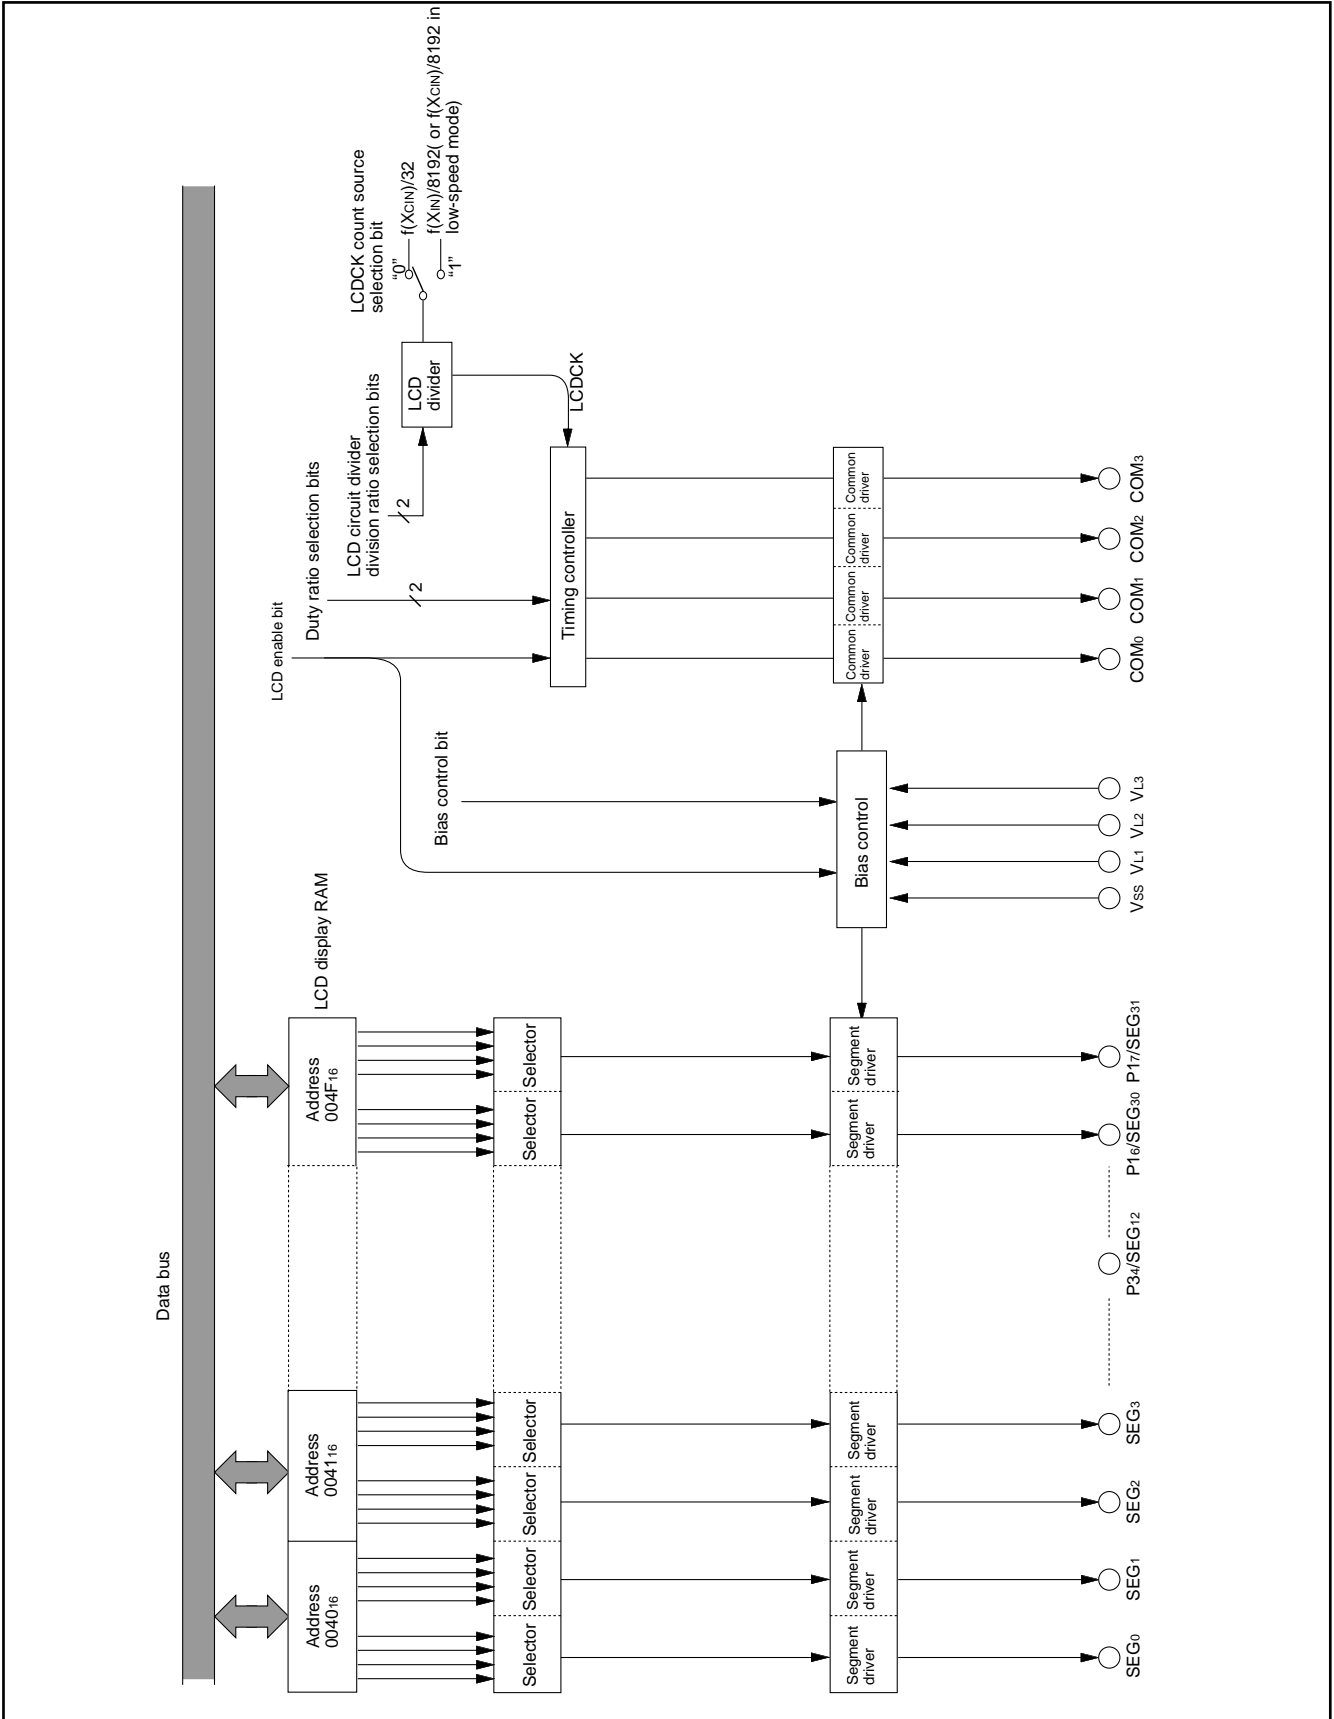 Data bus
LCD display RAM
Address
0040₁₆
Address
0041₁₆
Address
004F₁₆
LCD enable bit
Duty ratio selection bits
2
LCD circuit divider
division ratio selection bits
2
LCDCK count source
selection bit
“0”
f(XCIN)/32
“1”
f(XIN)/8192( or f(XCIN)/8192 in
low-speed mode)
LCD
divider
LCDCK
Bias control bit
Timing controller
Selector
Selector
Selector
Selector
Selector
Selector
Segment
driver
Segment
driver
Segment
driver
Segment
driver
Segment
driver
Segment
driver
Bias control
Common
driver
Common
driver
Common
driver
Common
driver
SEG0
SEG1
SEG2
SEG3
P34/SEG12
P16/SEG30
P17/SEG31
VSS
VL1
VL2
VL3
COM0
COM1
COM2
COM3